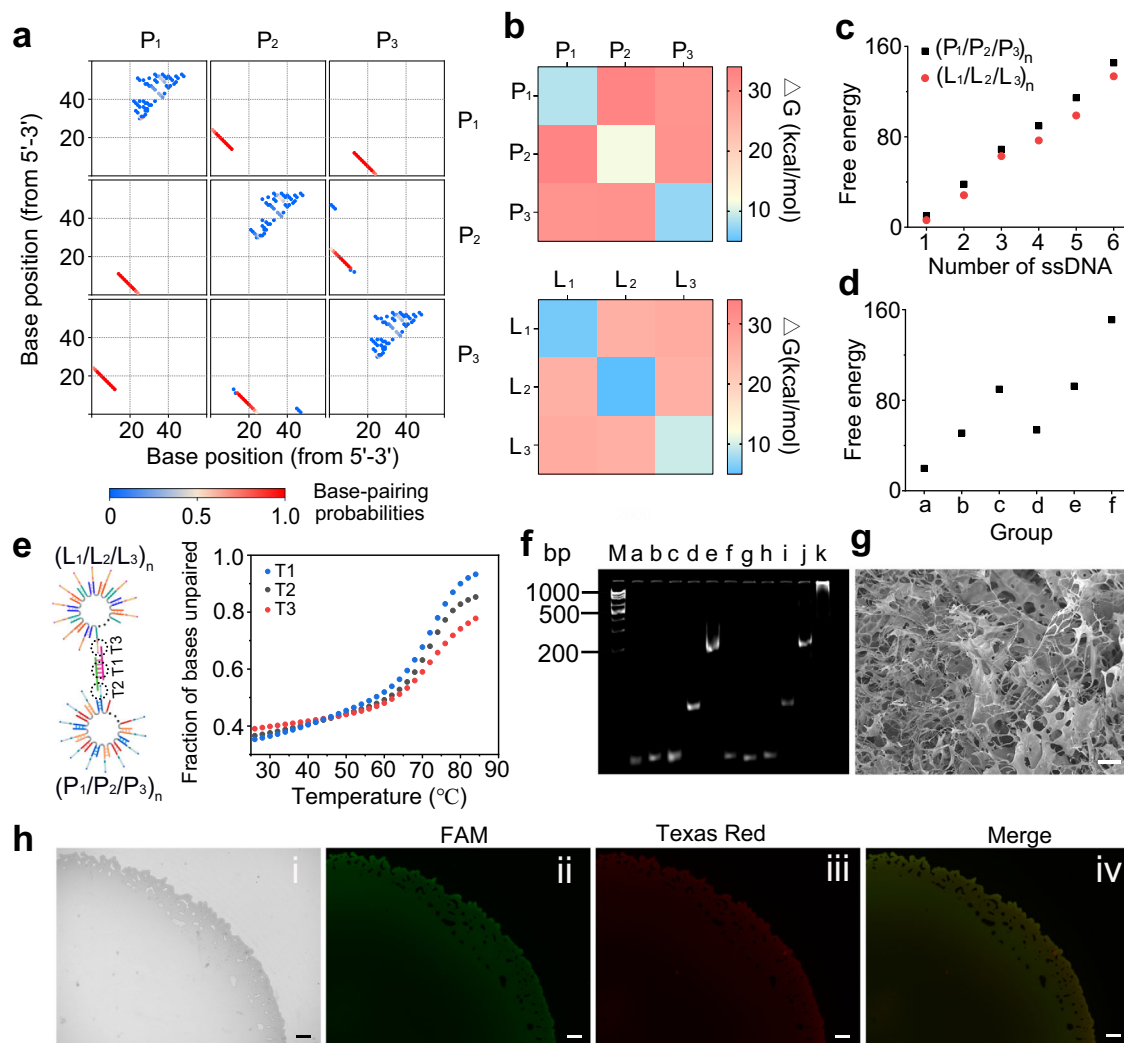 a
P1 P2 P3
40
20
P1
40
20
P2
40
20
P3
20 40 20 40 20 40
Base position (from 5'-3')
Base position (from 5'-3')
0 0.5 1.0
Base-pairing
probabilities
b
P1 P2 P3
P1
P2
P3
30
20
10
△G (kcal/mol)
L1 L2 L3
L1
L2
L3
30
20
10
△G(kcal/mol)
c
160
80
0
Free energy
(P1/P2/P3)n
(L1/L2/L3)n
1 2 3 4 5 6
Number of ssDNA
d
160
80
0
Free energy
a b c d e f
Group
e
(L1/L2/L3)n
T2 T1 T3
(P1/P2/P3)n
Fraction of bases unpaired
1.0
0.8
0.6
0.4
T1
T2
T3
30 40 50 60 70 80 90
Temperature (℃)
f
bp M a b c d e f g h i j k
1000
500
200
g
h
FAM Texas Red Merge
i ii iii iv